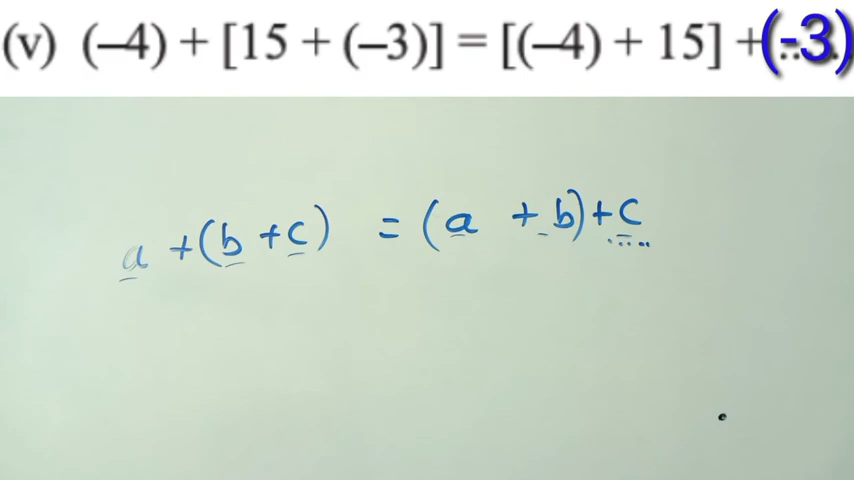 (v) (–4) + [15 + (–3)] = [(–4) + 15] + (-3)
a + (b + c) = (a + b) + c